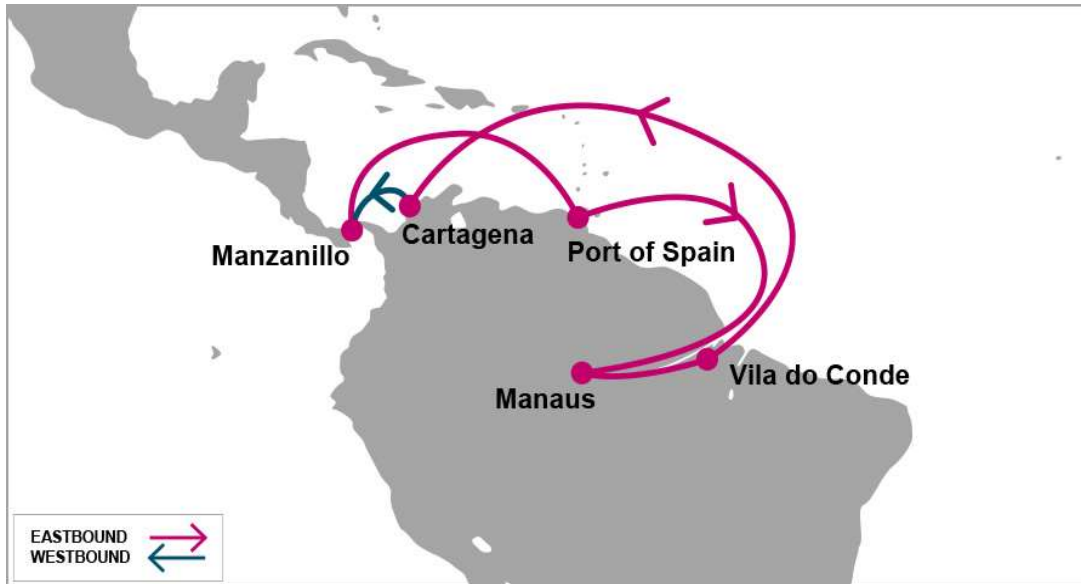 Manzanillo
Cartagena
Port of Spain
Manaus
Vila do Conde
EASTBOUND
WESTBOUND